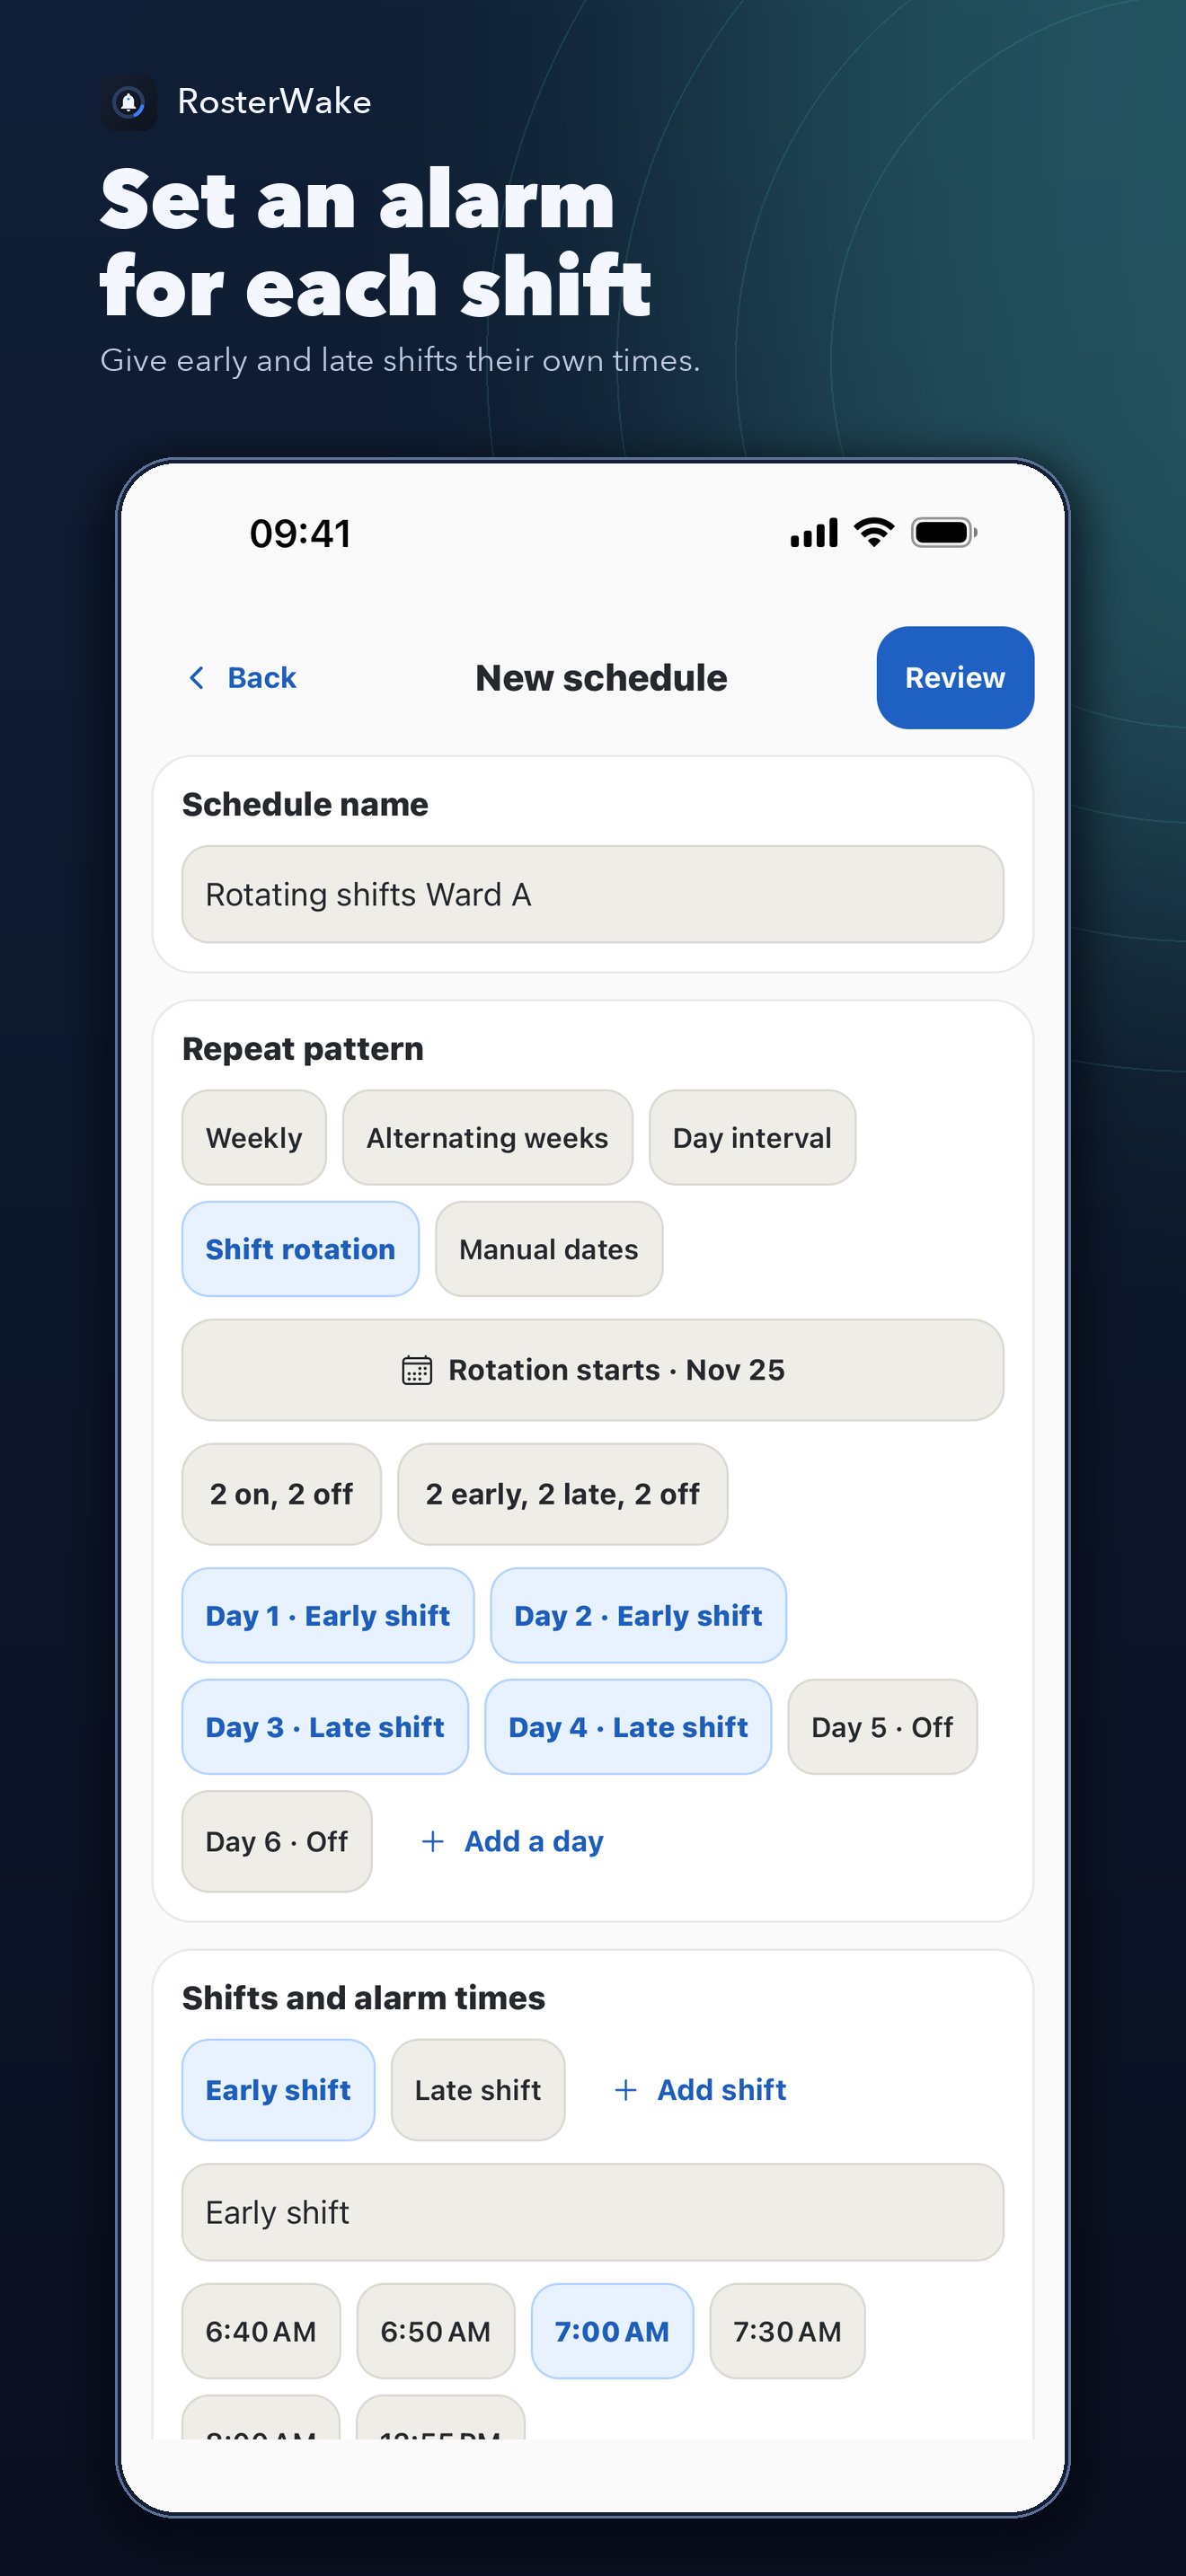 RosterWake
Set an alarm
for each shift
Give early and late shifts their own times.
09:41
Back
New schedule
Review
Schedule name
Rotating shifts Ward A
Repeat pattern
Weekly
Alternating weeks
Day interval
Shift rotation
Manual dates
Rotation starts · Nov 25
2 on, 2 off
2 early, 2 late, 2 off
Day 1 · Early shift
Day 2 · Early shift
Day 3 · Late shift
Day 4 · Late shift
Day 5 · Off
Day 6 · Off
+ Add a day
Shifts and alarm times
Early shift
Late shift
+ Add shift
Early shift
6:40 AM
6:50 AM
7:00 AM
7:30 AM